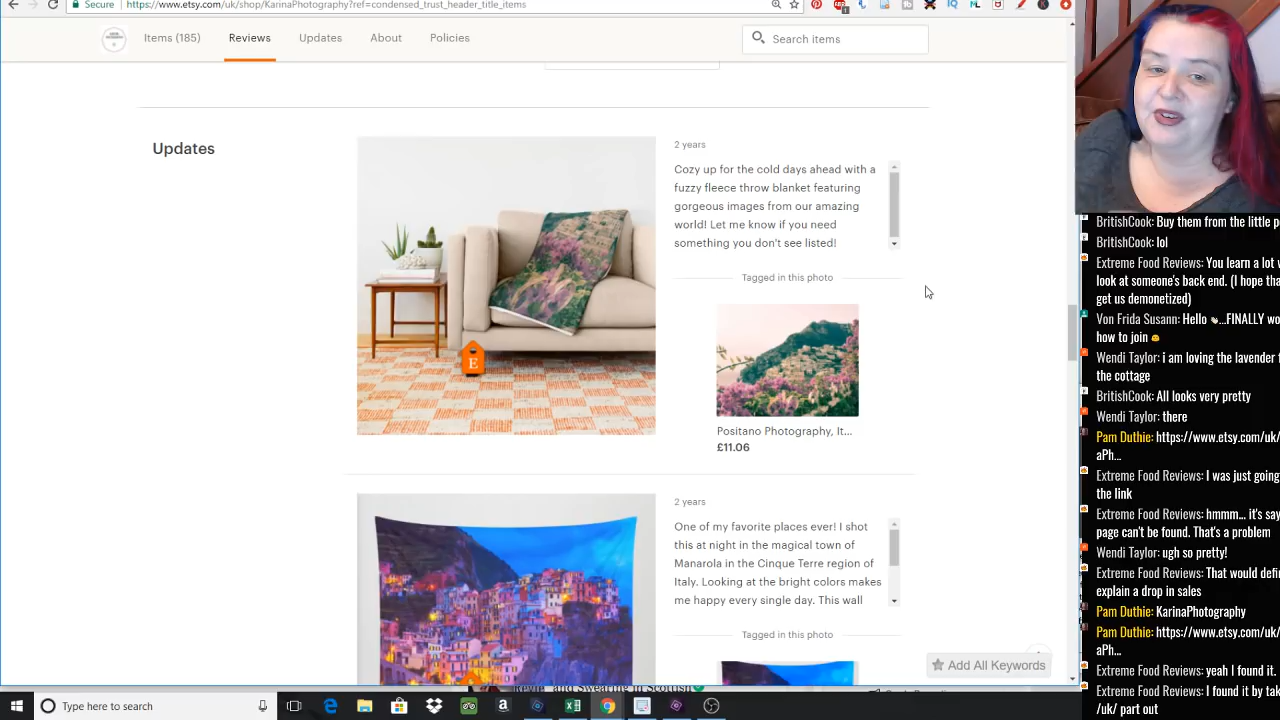 Secure
https://www.etsy.com/uk/shop/KarinaPhotography?ref=condensed_trust_header_title_items
Items (185)
Reviews
Updates
About
Policies
Search items
Updates
2 years
Cozy up for the cold days ahead with a
fuzzy fleece throw blanket featuring
gorgeous images from our amazing
world! Let me know if you need
something you don't see listed!
Tagged in this photo
E
Positano Photography, It...
£11.06
2 years
One of my favorite places ever! I shot
this at night in the magical town of
Manarola in the Cinque Terre region of
Italy. Looking at the bright colors makes
me happy every single day. This wall
Tagged in this photo
Add All Keywords
BritishCook: Buy them from the little p
BritishCook: lol
Extreme Food Reviews: You learn a lot
look at someone's back end. (I hope tha
get us demonetized)
Von Frida Susann: Hello ...FINALLY wo
how to join
Wendi Taylor: i am loving the lavender
the cottage
BritishCook: All looks very pretty
Wendi Taylor: there
Pam Duthie: https://www.etsy.com/uk/
aPh...
Extreme Food Reviews: I was just going
the link
Extreme Food Reviews: hmmm... it's say
page can't be found. That's a problem
Wendi Taylor: ugh so pretty!
Extreme Food Reviews: That would defi
explain a drop in sales
Pam Duthie: KarinaPhotography
Pam Duthie: https://www.etsy.com/uk/
aPh...
Extreme Food Reviews: yeah I found it.
Extreme Food Reviews: I found it by tak
/uk/ part out
and Swearing in Scottish
Type here to search